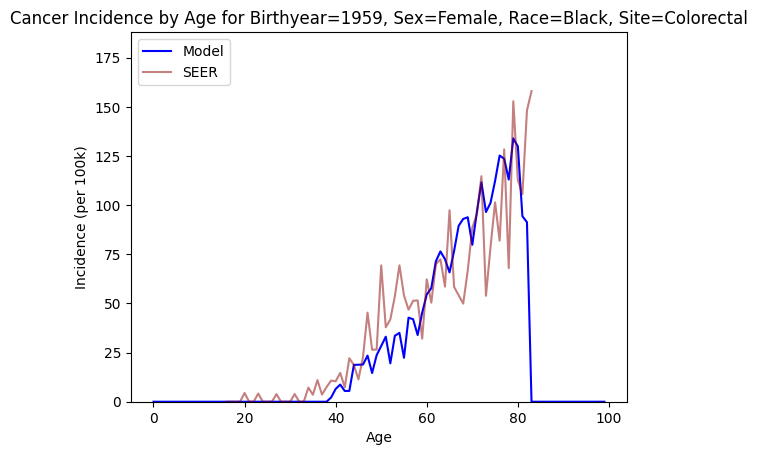 Cancer Incidence by Age for Birthyear=1959, Sex=Female, Race=Black, Site=Colorectal
Model
SEER
175
150
125
100
75
50
25
0
Incidence (per 100k)
0 20 40 60 80 100
Age